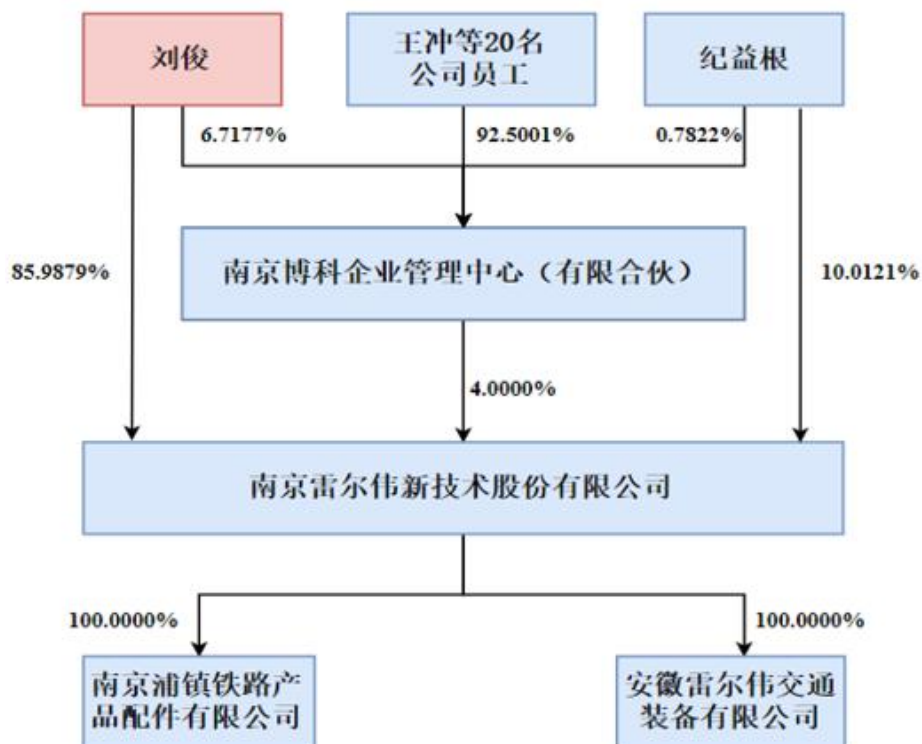 刘俊
王冲等20名
公司员工
纪益根
6.7177%
92.5001%
0.7822%
南京博科企业管理中心（有限合伙）
85.9879%
10.0121%
4.0000%
南京雷尔伟新技术股份有限公司
100.0000%
100.0000%
南京浦镇铁路产
品配件有限公司
安徽雷尔伟交通
装备有限公司